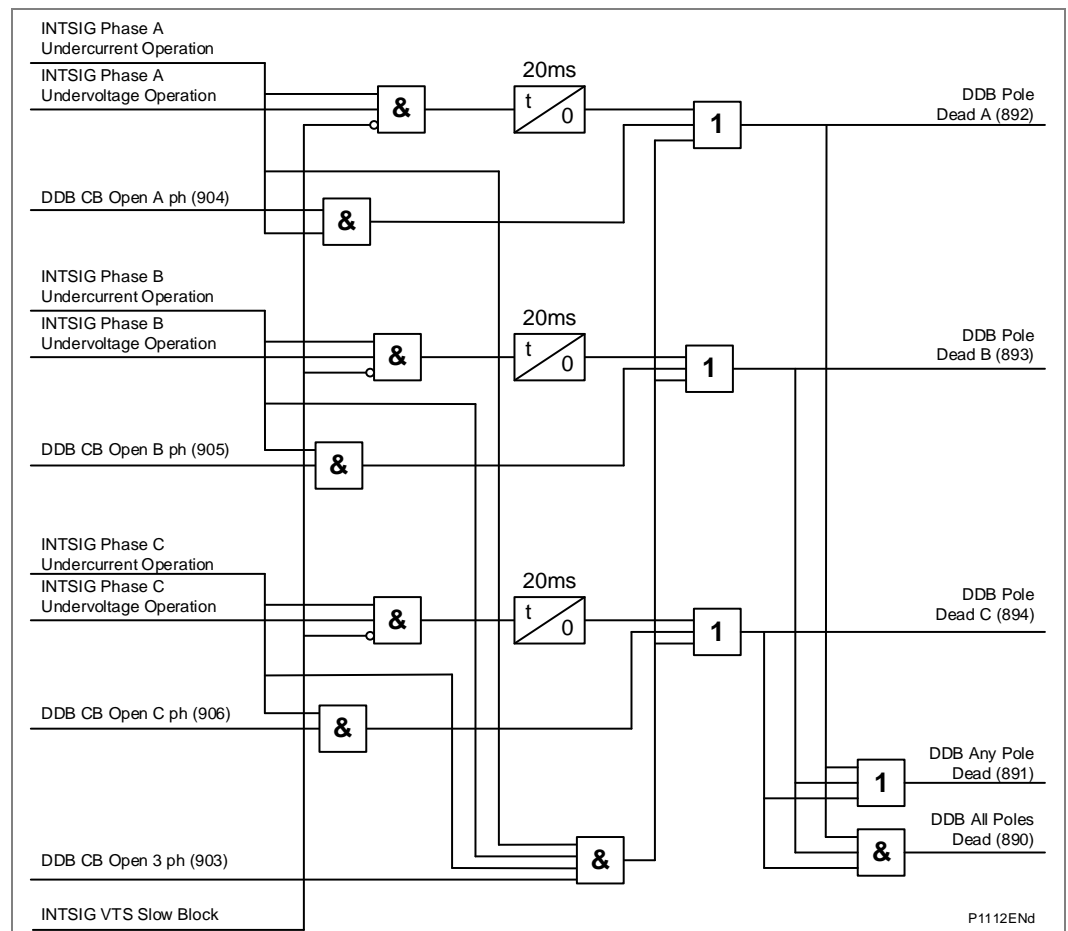 INTSIG Phase A
Undercurrent Operation
INTSIG Phase A
Undervoltage Operation
&
20ms
t
0
1
DDB Pole
Dead A (892)
DDB CB Open A ph (904)
&
INTSIG Phase B
Undercurrent Operation
INTSIG Phase B
Undervoltage Operation
&
20ms
t
0
1
DDB Pole
Dead B (893)
DDB CB Open B ph (905)
&
INTSIG Phase C
Undercurrent Operation
INTSIG Phase C
Undervoltage Operation
&
20ms
t
0
1
DDB Pole
Dead C (894)
DDB CB Open C ph (906)
&
1
DDB Any Pole
Dead (891)
DDB All Poles
Dead (890)
&
DDB CB Open 3 ph (903)
&
INTSIG VTS Slow Block
P1112ENd